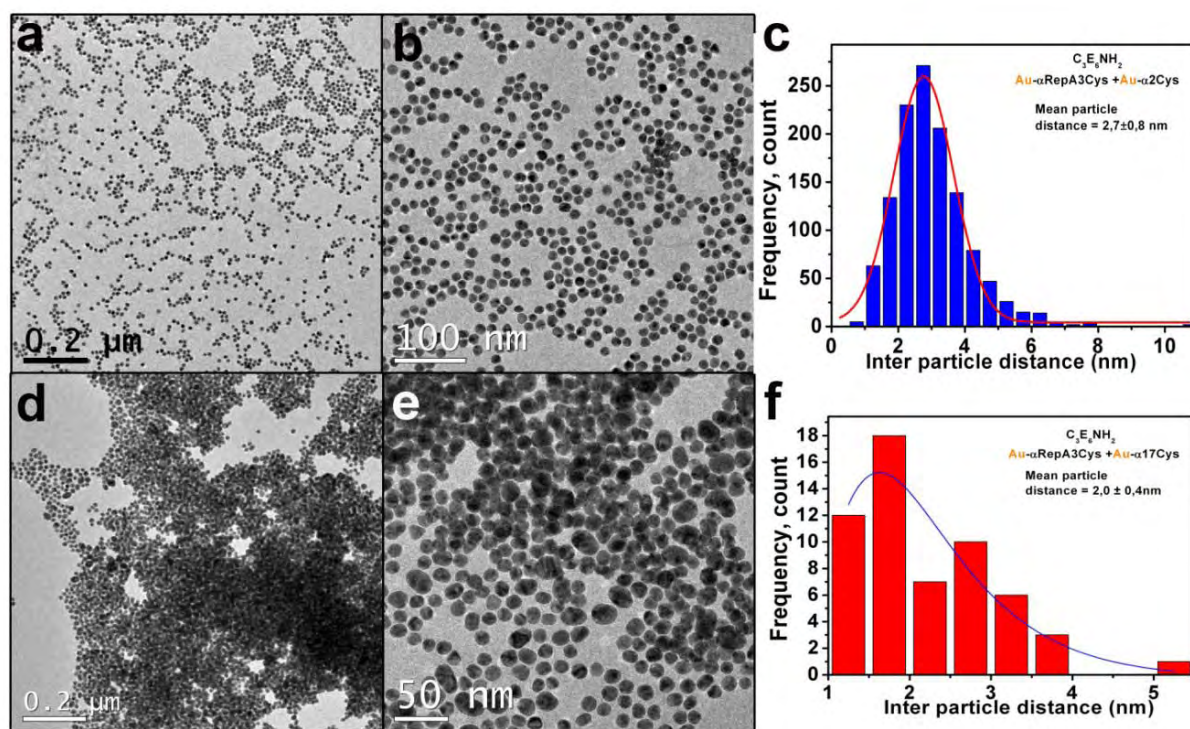 a
0.2 µm
b
100 nm
c
C₃E₆NH₂
Au-αRepA3Cys +Au-α2Cys
Mean particle
distance = 2,7±0,8 nm
Frequency, count
250
200
150
100
50
0
0 2 4 6 8 10
Inter particle distance (nm)
d
0.2 µm
e
50 nm
f
C₃E₆NH₂
Au-αRepA3Cys +Au-α17Cys
Mean particle
distance = 2,0 ± 0,4nm
Frequency, count
18
16
14
12
10
8
6
4
2
0
1 2 3 4 5
Inter particle distance (nm)